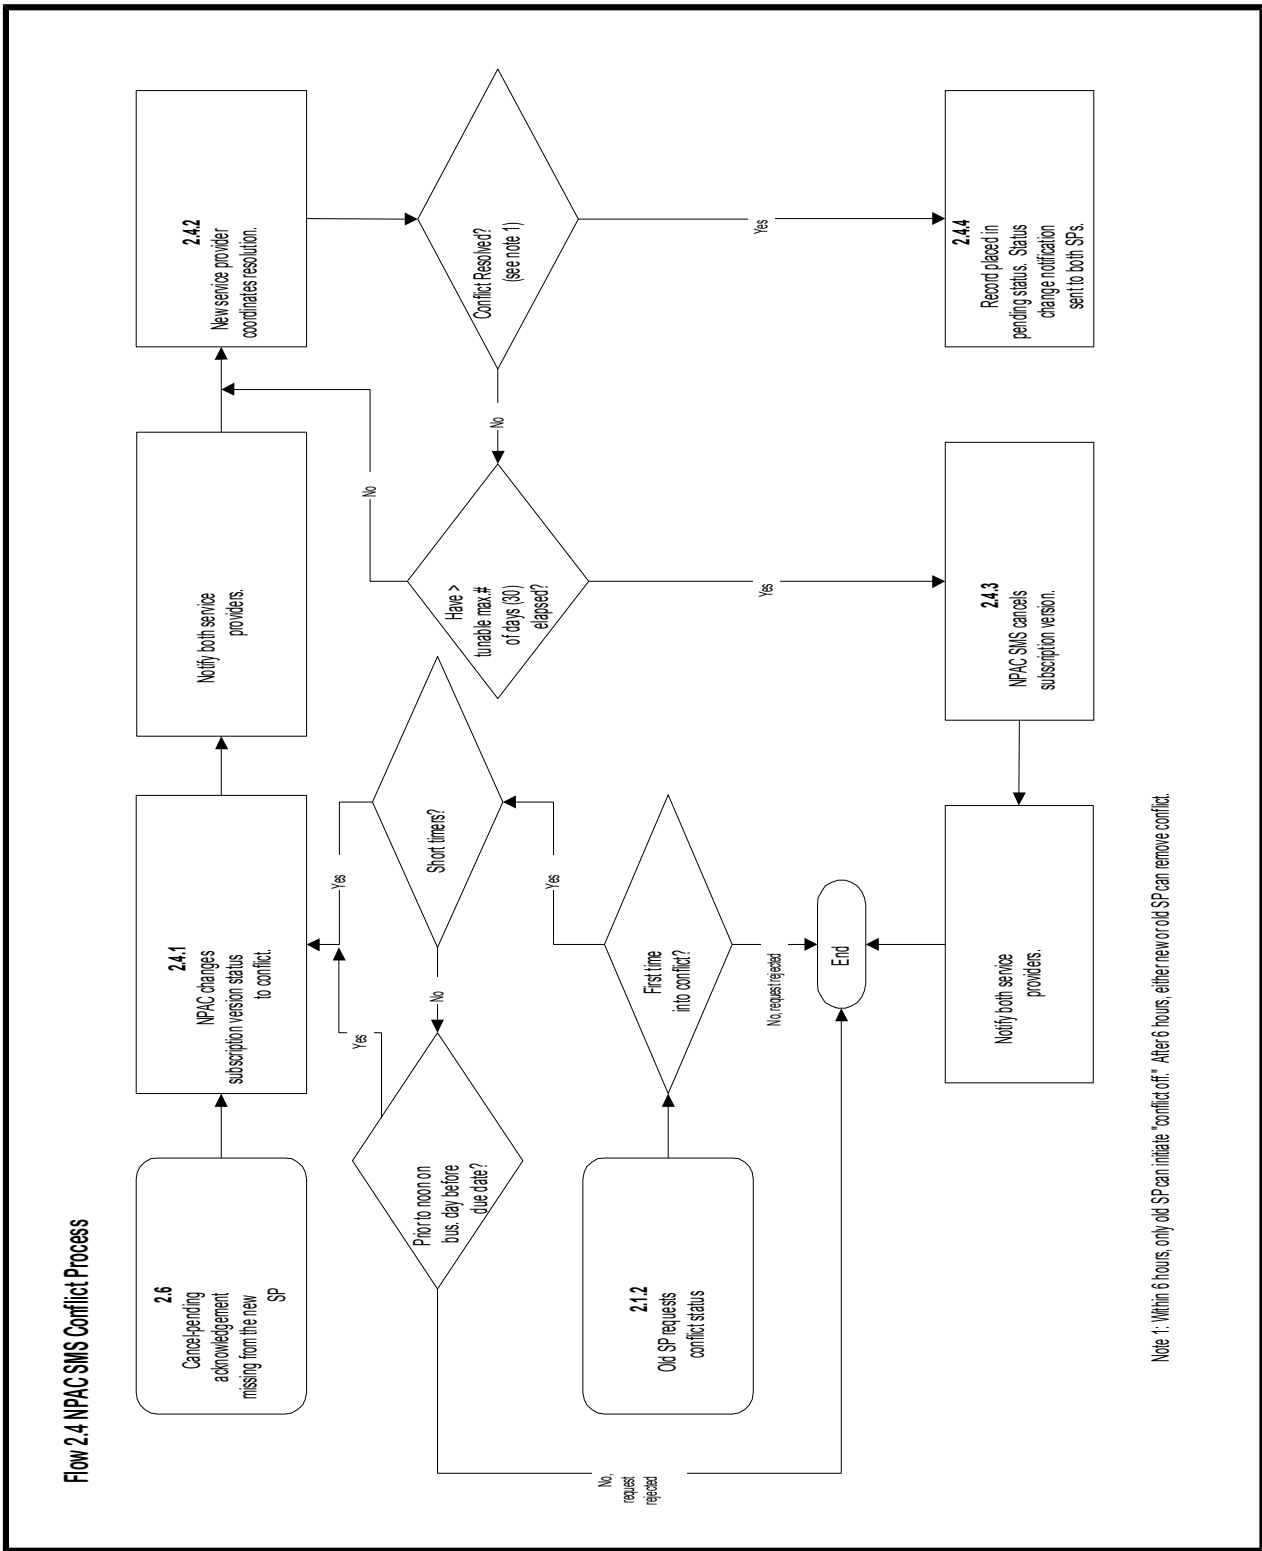 Flow 2.4 NPAC SMS Conflict Process
2.6
Cancel-pending
acknowledgement
missing from the new
SP
2.4.1
NPAC changes
subscription version status
to conflict.
Notify both service
providers.
2.4.2
New service provider
coordinates resolution.
Prior to noon on
bus. day before
due date?
Yes
No
Yes
Short timers?
No
Have >
tunable max.#
of days (30)
elapsed?
No
Conflict Resolved?
(see note 1)
No,
request
rejected
2.1.2
Old SP requests
conflict status
First time
into conflict?
Yes
No, request rejected
Yes
Yes
End
Notify both service
providers.
2.4.3
NPAC SMS cancels
subscription version.
2.4.4
Record placed in
pending status. Status
change notification
sent to both SPs.
Note 1: Within 6 hours, only old SP can initiate "conflict off." After 6 hours, either new or old SP can remove conflict.